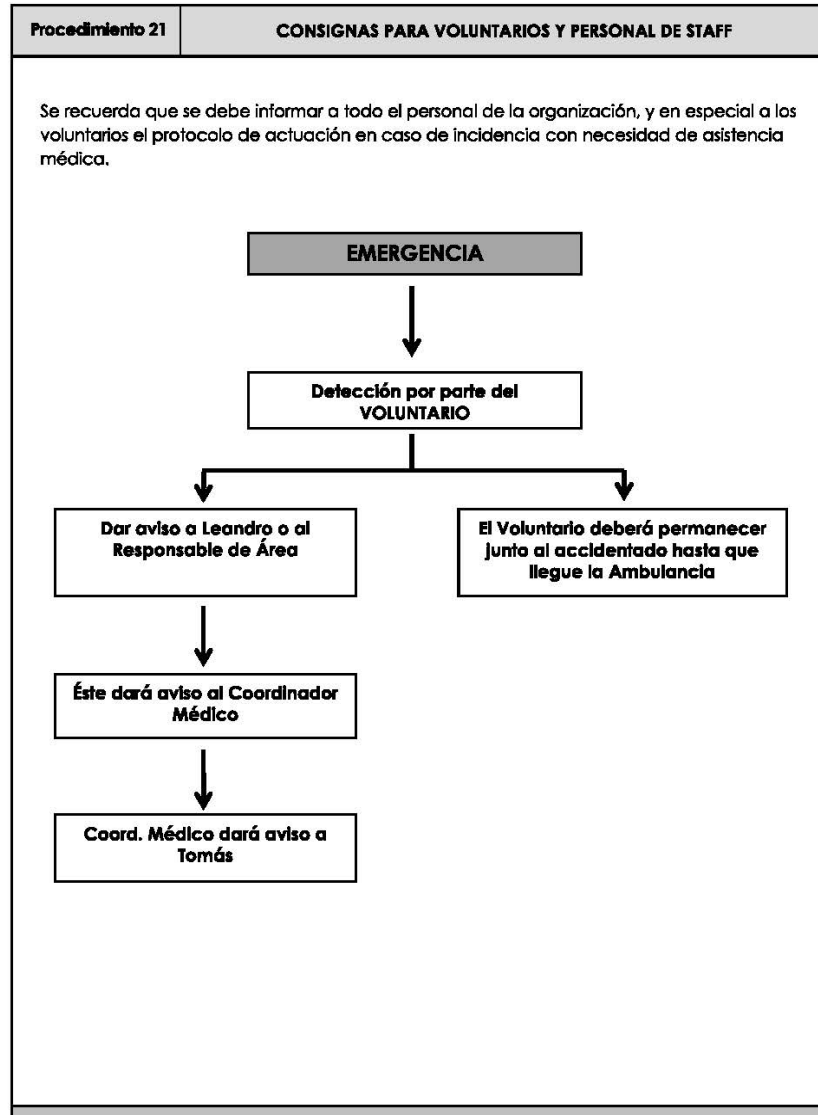 Procedimiento 21
CONSIGNAS PARA VOLUNTARIOS Y PERSONAL DE STAFF
Se recuerda que se debe informar a todo el personal de la organización, y en especial a los
voluntarios el protocolo de actuación en caso de incidencia con necesidad de asistencia
médica.
EMERGENCIA
Detección por parte del
VOLUNTARIO
Dar aviso a Leandro o al
Responsable de Área
El Voluntario deberá permanecer
junto al accidentado hasta que
llegue la Ambulancia
Éste dará aviso al Coordinador
Médico
Coord. Médico dará aviso a
Tomás